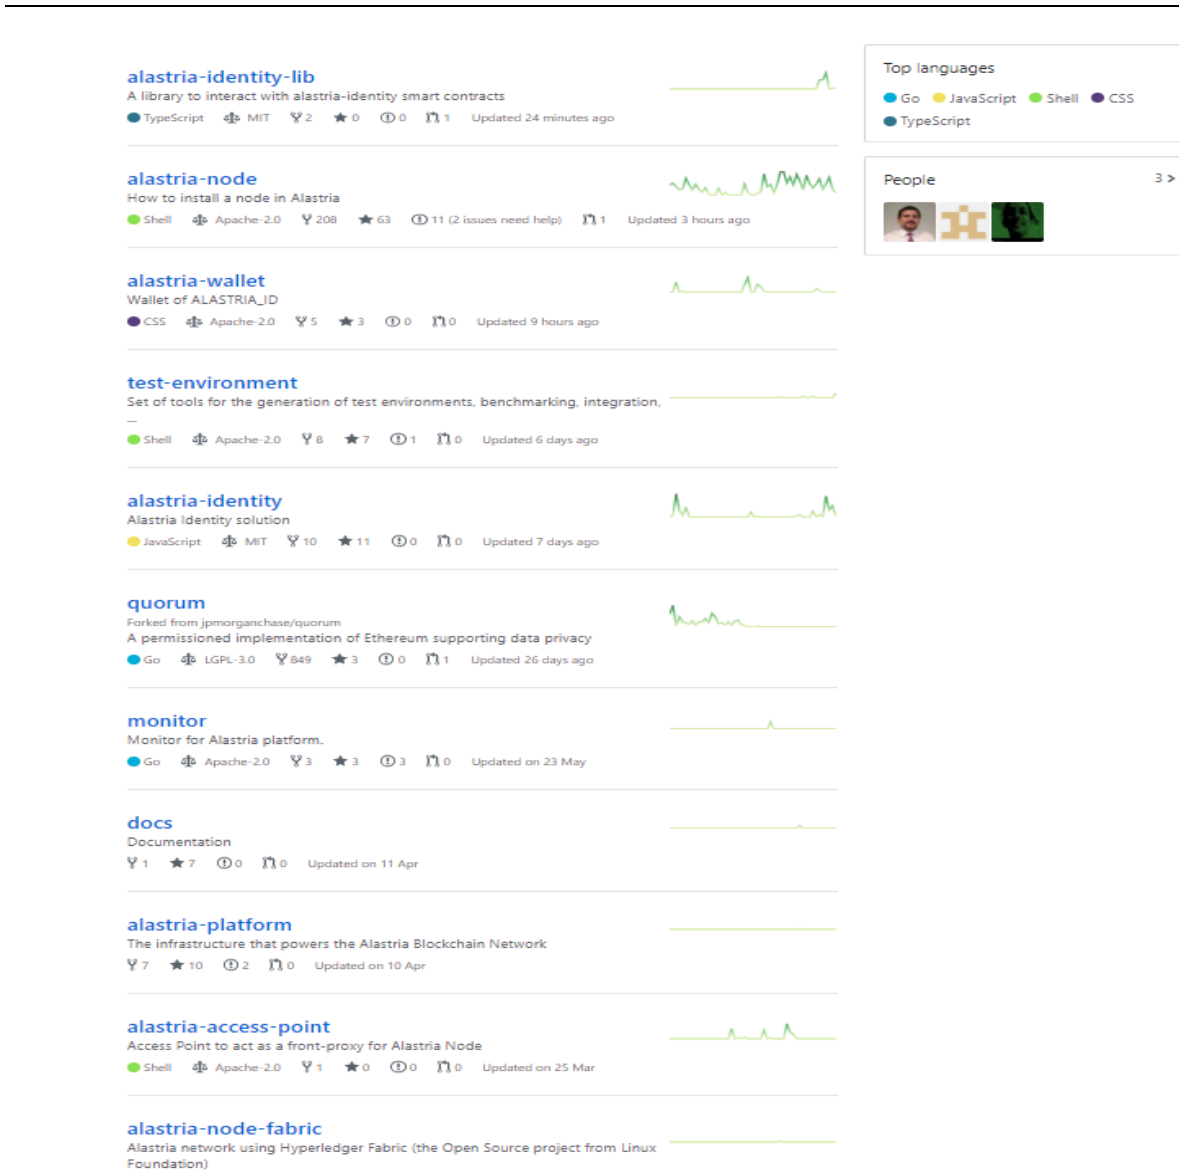 alastria-identity-lib
A library to interact with alastria-identity smart contracts
TypeScript MIT 2 0 0 1 Updated 24 minutes ago
alastria-node
How to install a node in Alastria
Shell Apache-2.0 208 63 11 (2 issues need help) 1 Updated 3 hours ago
alastria-wallet
Wallet of ALASTRIA_ID
CSS Apache-2.0 5 3 0 0 Updated 9 hours ago
test-environment
Set of tools for the generation of test environments, benchmarking, integration,
...
Shell Apache-2.0 8 7 1 0 Updated 6 days ago
alastria-identity
Alastria Identity solution
JavaScript MIT 10 11 0 0 Updated 7 days ago
quorum
Forked from jpmorganchase/quorum
A permissioned implementation of Ethereum supporting data privacy
Go LGPL-3.0 849 3 0 1 Updated 26 days ago
monitor
Monitor for Alastria platform.
Go Apache-2.0 3 3 3 0 Updated on 23 May
docs
Documentation
1 7 0 0 Updated on 11 Apr
alastria-platform
The infrastructure that powers the Alastria Blockchain Network
7 10 2 0 Updated on 10 Apr
alastria-access-point
Access Point to act as a front-proxy for Alastria Node
Shell Apache-2.0 1 0 0 0 Updated on 25 Mar
alastria-node-fabric
Alastria network using Hyperledger Fabric (the Open Source project from Linux
Foundation)
Top languages
Go JavaScript Shell CSS
TypeScript
People 3 >